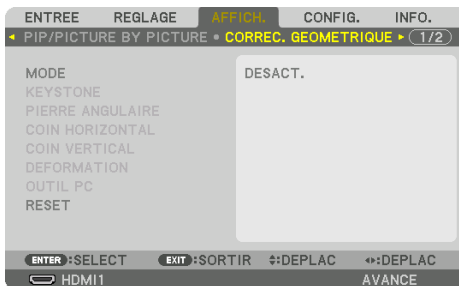 ENTREE REGLAGE AFFICH. CONFIG. INFO.
PIP/PICTURE BY PICTURE • CORREC. GEOMETRIQUE 1/2
MODE DESACT.
KEYSTONE
PIERRE ANGULAIRE
COIN HORIZONTAL
COIN VERTICAL
DEFORMATION
OUTIL PC
RESET
ENTER :SELECT EXIT :SORTIR :DEPLAC :DEPLAC
HDMI1 AVANCE